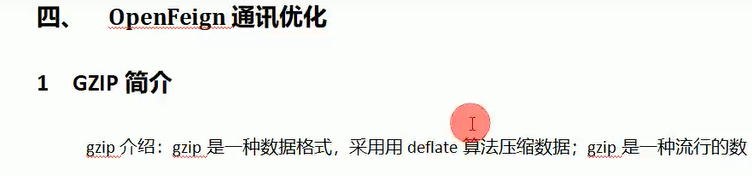 四、 OpenFeign 通讯优化
1 GZIP 简介
gzip 介绍：gzip 是一种数据格式，采用用 deflate 算法压缩数据；gzip 是一种流行的数